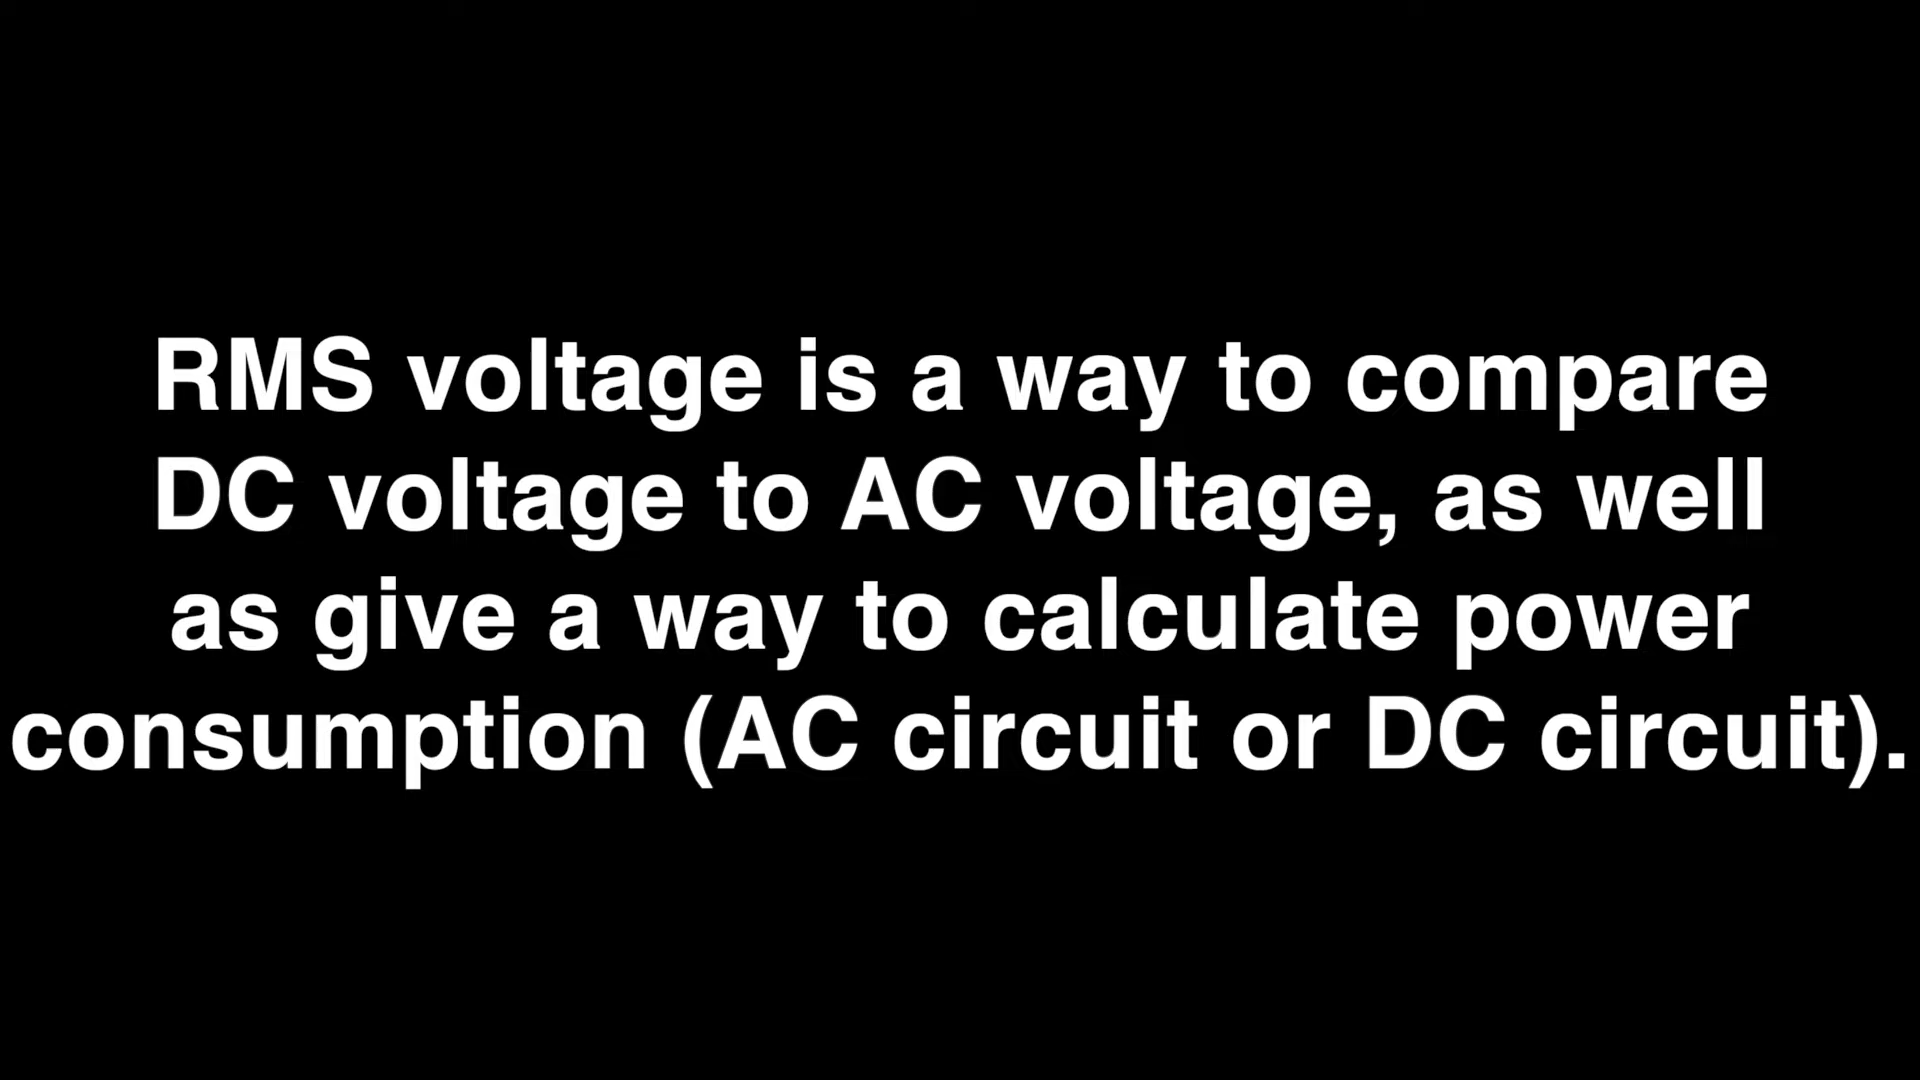 RMS voltage is a way to compare
DC voltage to AC voltage, as well
as give a way to calculate power
consumption (AC circuit or DC circuit).